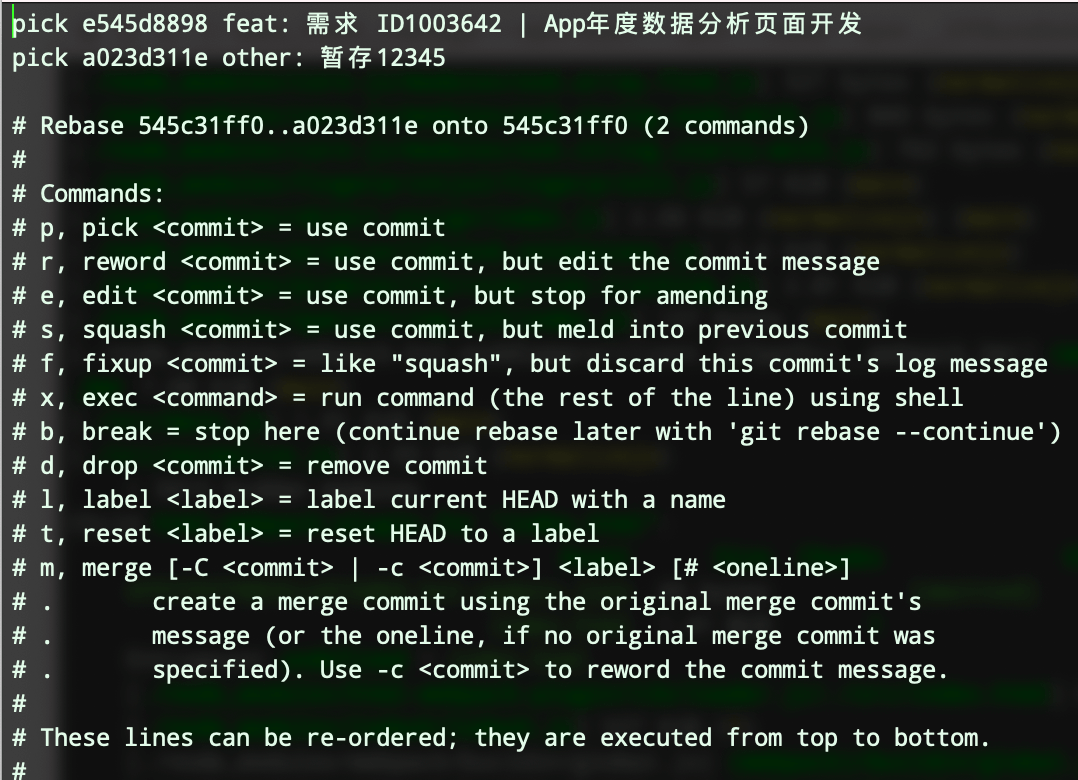 pick e545d8898 feat: 需求 ID1003642 | App年度数据分析页面开发
pick a023d311e other: 暂存12345
# Rebase 545c31ff0..a023d311e onto 545c31ff0 (2 commands)
#
# Commands:
# p, pick <commit> = use commit
# r, reword <commit> = use commit, but edit the commit message
# e, edit <commit> = use commit, but stop for amending
# s, squash <commit> = use commit, but meld into previous commit
# f, fixup <commit> = like "squash", but discard this commit's log message
# x, exec <command> = run command (the rest of the line) using shell
# b, break = stop here (continue rebase later with 'git rebase --continue')
# d, drop <commit> = remove commit
# l, label <label> = label current HEAD with a name
# t, reset <label> = reset HEAD to a label
# m, merge [-C <commit> | -c <commit>] <label> [# <oneline>]
# .       create a merge commit using the original merge commit's
# .       message (or the oneline, if no original merge commit was
# .       specified). Use -c <commit> to reword the commit message.
#
# These lines can be re-ordered; they are executed from top to bottom.
#